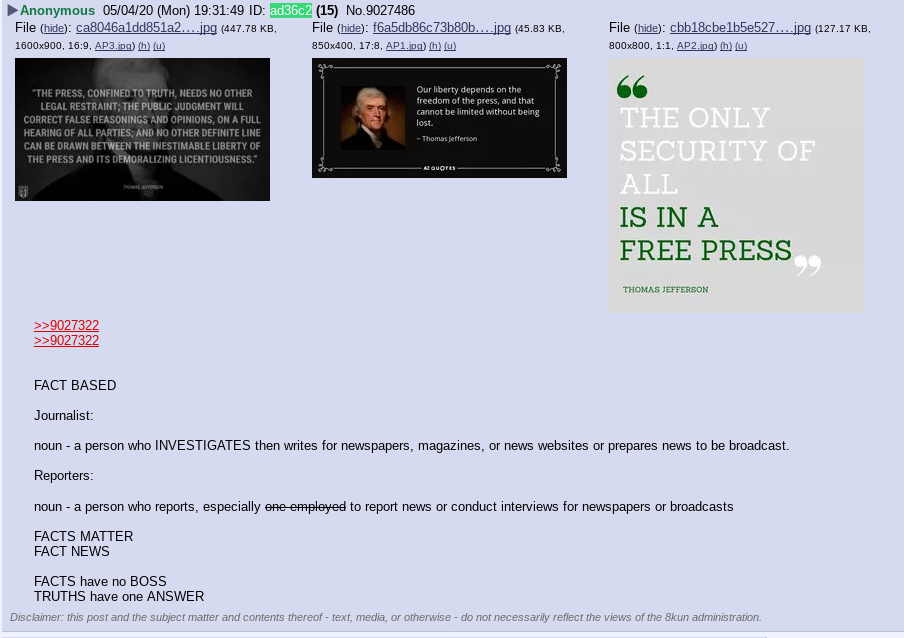 ▶Anonymous 05/04/20 (Mon) 19:31:49 ID: ad36c2 (15) No.9027486
File (hide): ca8046a1dd851a2….jpg (447.78 KB, 1600x900, 16:9, AP3.jpg) (h) (u)
"THE PRESS, CONFINED TO TRUTH, NEEDS NO OTHER
LEGAL RESTRAINT; THE PUBLIC JUDGMENT WILL
CORRECT FALSE REASONINGS AND OPINIONS, ON A FULL
HEARING OF ALL PARTIES; AND NO OTHER DEFINITE LINE
CAN BE DRAWN BETWEEN THE INESTIMABLE LIBERTY OF
THE PRESS AND ITS DEMORALIZING LICENTIOUSNESS."
THOMAS JEFFERSON
File (hide): f6a5db86c73b80b….jpg (45.83 KB, 850x400, 17:8, AP1.jpg) (h) (u)
Our liberty depends on the
freedom of the press, and that
cannot be limited without being
lost.
~ Thomas Jefferson
AZ QUOTES
File (hide): cbb18cbe1b5e527….jpg (127.17 KB, 800x800, 1:1, AP2.jpg) (h) (u)
“
THE ONLY
SECURITY OF
ALL
IS IN A
FREE PRESS
”
THOMAS JEFFERSON
>>9027322
>>9027322
FACT BASED
Journalist:
noun - a person who INVESTIGATES then writes for newspapers, magazines, or news websites or prepares news to be broadcast.
Reporters:
noun - a person who reports, especially one employed to report news or conduct interviews for newspapers or broadcasts
FACTS MATTER
FACT NEWS
FACTS have no BOSS
TRUTHS have one ANSWER
Disclaimer: this post and the subject matter and contents thereof - text, media, or otherwise - do not necessarily reflect the views of the 8kun administration.